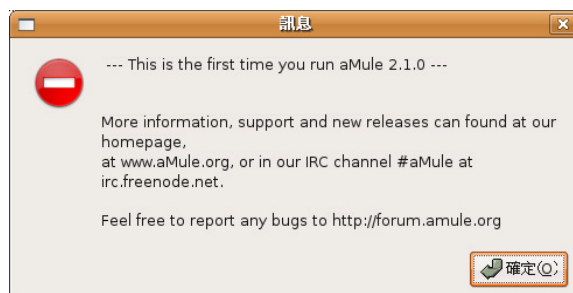 訊息
--- This is the first time you run aMule 2.1.0 ---
More information, support and new releases can found at our
homepage,
at www.aMule.org, or in our IRC channel #aMule at
irc.freenode.net.
Feel free to report any bugs to http://forum.amule.org
確定(O)